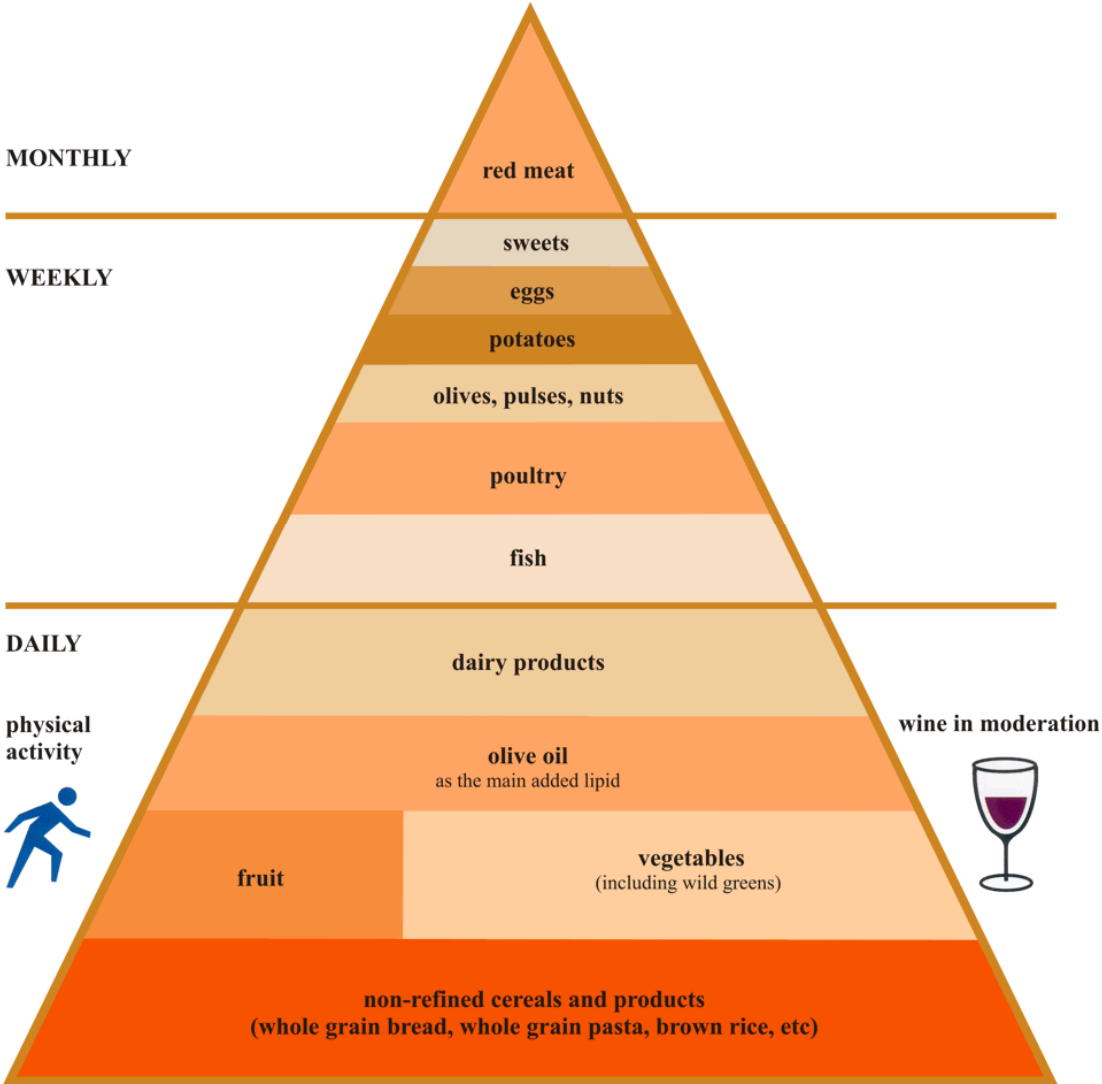 MONTHLY
red meat
sweets
WEEKLY
eggs
potatoes
olives, pulses, nuts
poultry
fish
DAILY
dairy products
physical
activity
wine in moderation
olive oil
as the main added lipid
fruit
vegetables
(including wild greens)
non-refined cereals and products
(whole grain bread, whole grain pasta, brown rice, etc)